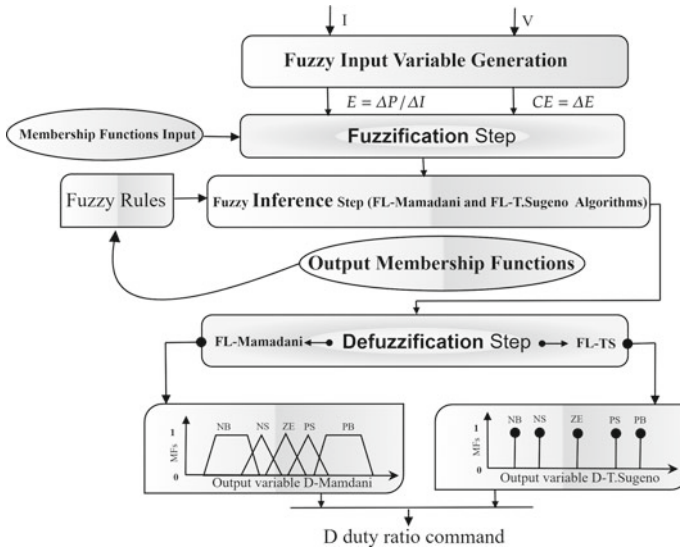 I V
Fuzzy Input Variable Generation
E = ΔP/ΔI CE = ΔE
Membership Functions Input
Fuzzification Step
Fuzzy Rules
Fuzzy Inference Step (FL-Mamadani and FL-T.Sugeno Algorithms)
Output Membership Functions
FL-Mamadani Defuzzification Step FL-TS
NB NS ZE PS PB
1
MFs
0
Output variable D-Mamdani
NB NS ZE PS PB
1
MFs
0
Output variable D-T.Sugeno
D duty ratio command